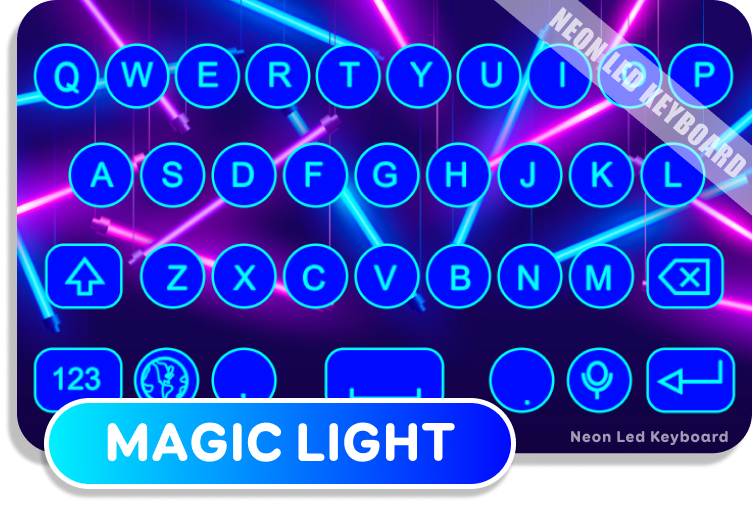 NEON LED KEYBOARD
Q W E R T Y U I O P
A S D F G H J K L
Z X C V B N M
123 , .
MAGIC LIGHT
Neon Led Keyboard